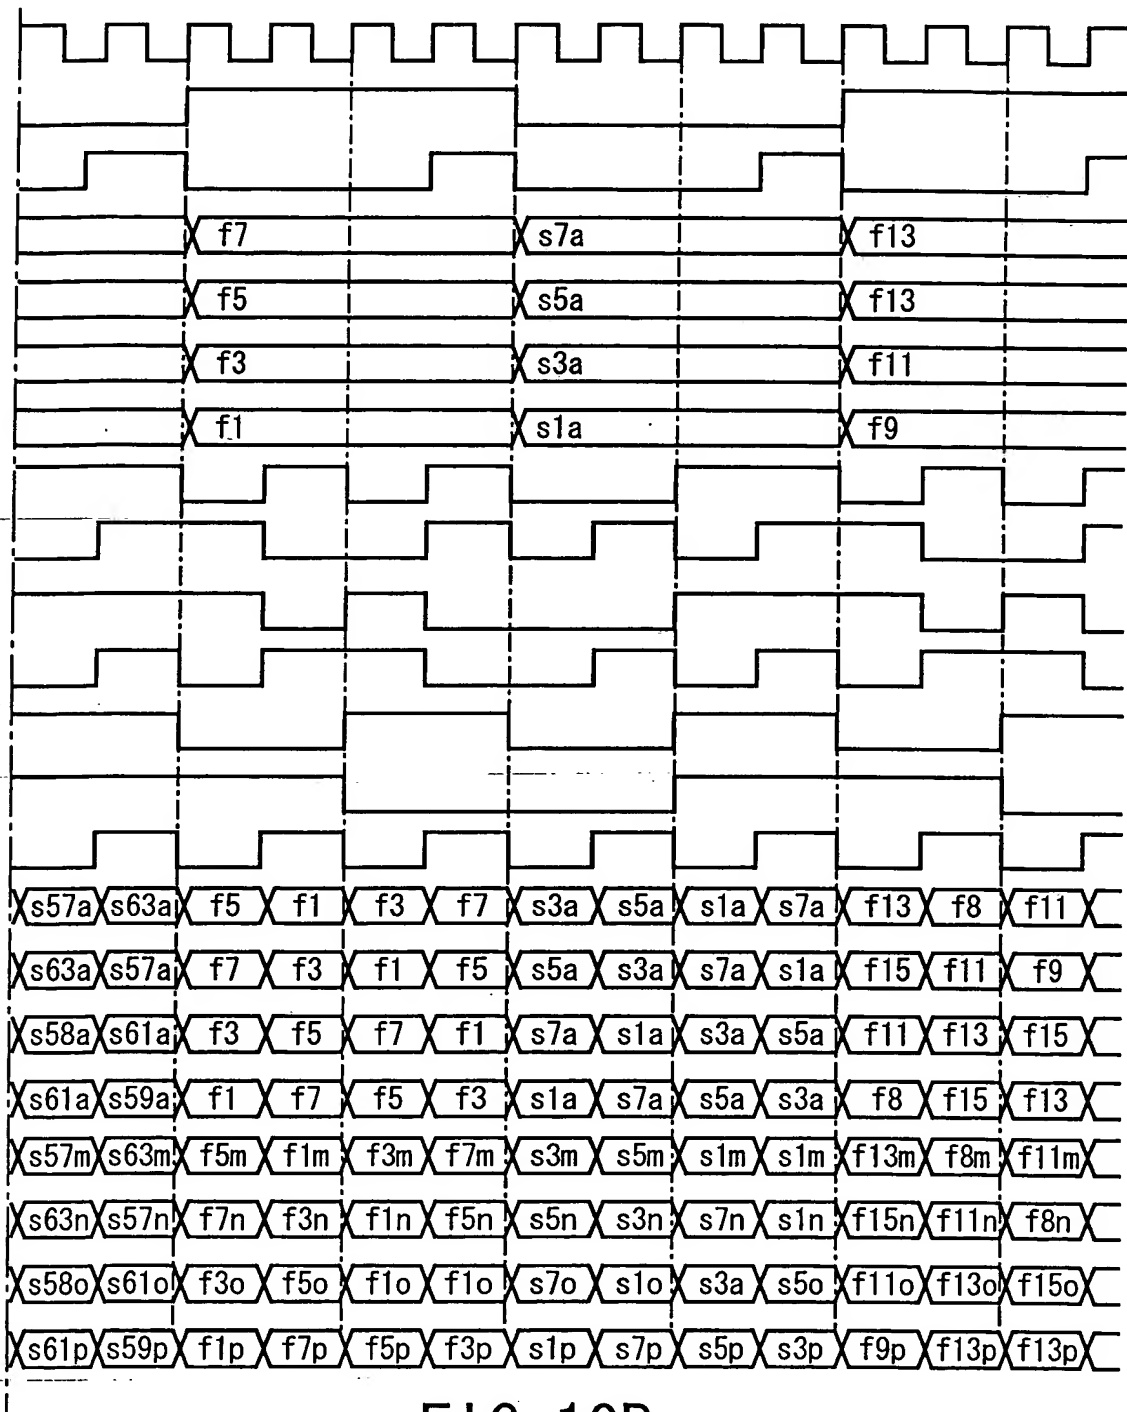 f7 s7a f13
f5 s5a f13
f3 s3a f11
f1 s1a f9
s57a s63a f5 f1 f3 f7 s3a s5a s1a s7a f13 f8 f11
s63a s57a f7 f3 f1 f5 s5a s3a s7a s1a f15 f11 f9
s58a s61a f3 f5 f7 f1 s7a s1a s3a s5a f11 f13 f15
s61a s59a f1 f7 f5 f3 s1a s7a s5a s3a f8 f15 f13
s57m s63m f5m f1m f3m f7m s3m s5m s1m s1m f13m f8m f11m
s63n s57n f7n f3n f1n f5n s5n s3n s7n s1n f15n f11n f8n
s58o s61o f3o f5o f1o f1o s7o s1o s3a s5o f11o f13o f15o
s61p s59p f1p f7p f5p f3p s1p s7p s5p s3p f9p f13p f13p